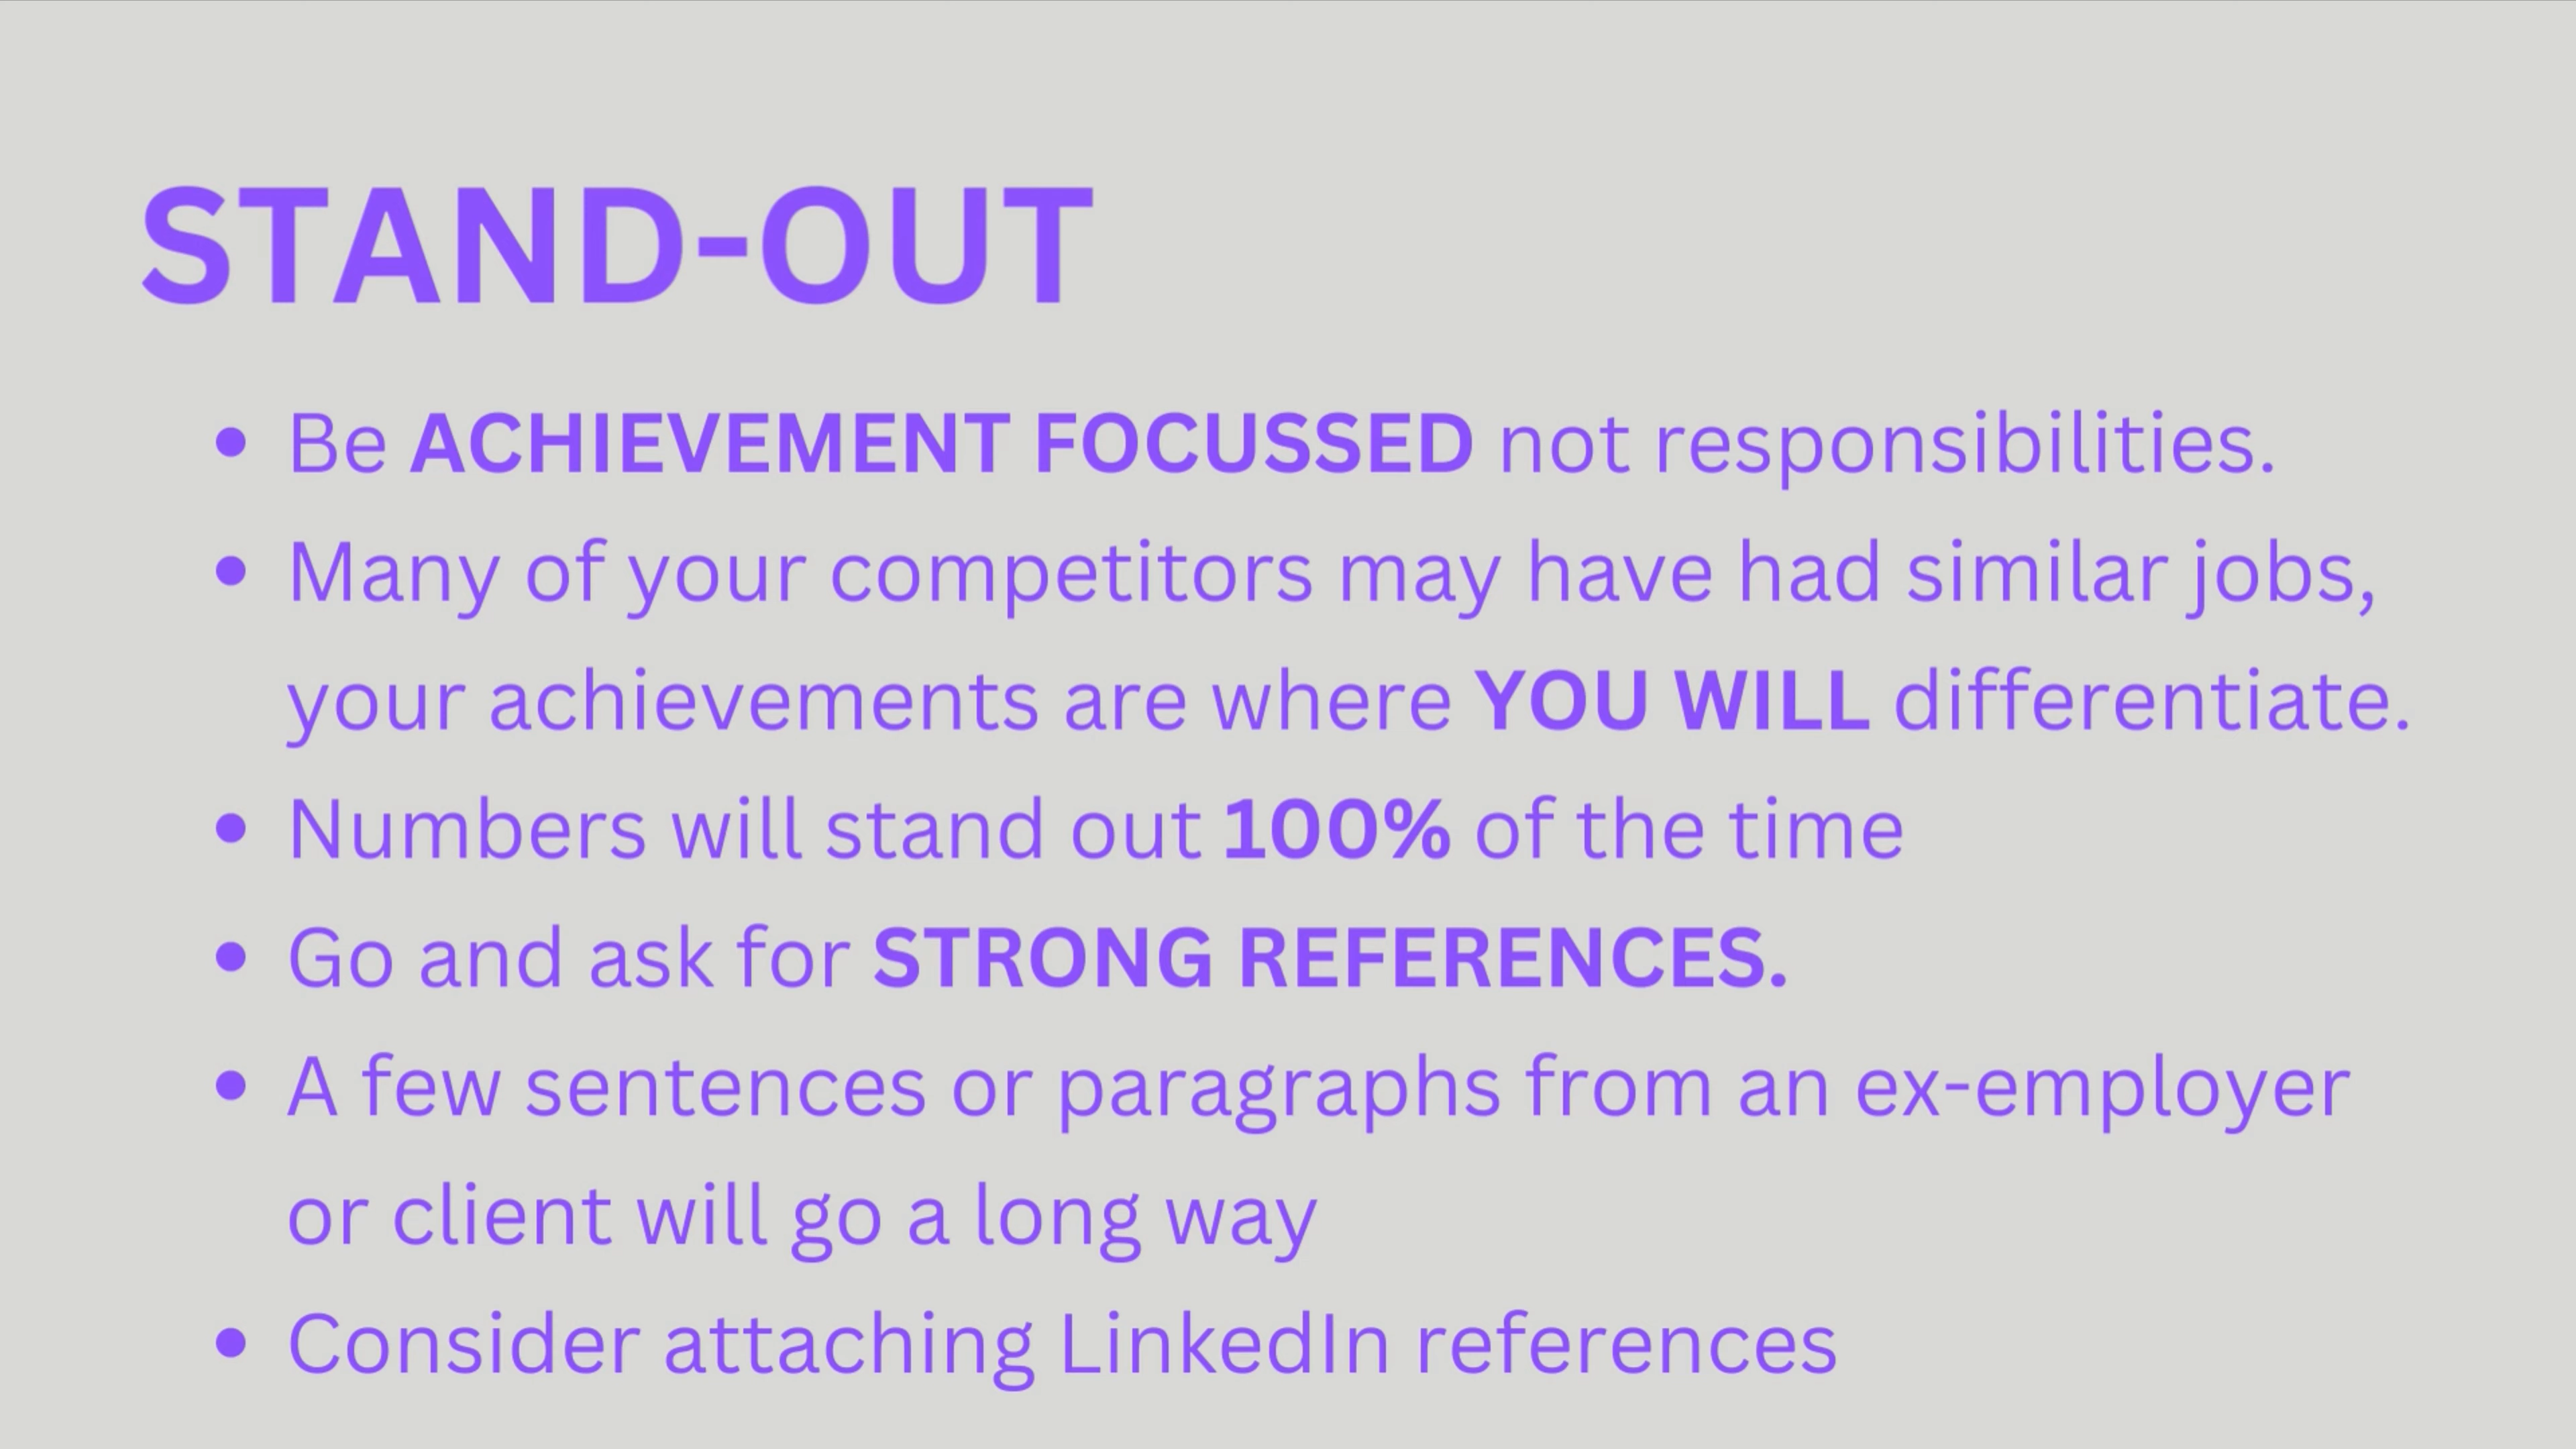 STAND-OUT
• Be ACHIEVEMENT FOCUSSED not responsibilities.
• Many of your competitors may have had similar jobs,
your achievements are where YOU WILL differentiate.
• Numbers will stand out 100% of the time
• Go and ask for STRONG REFERENCES.
• A few sentences or paragraphs from an ex-employer
or client will go a long way
• Consider attaching LinkedIn references